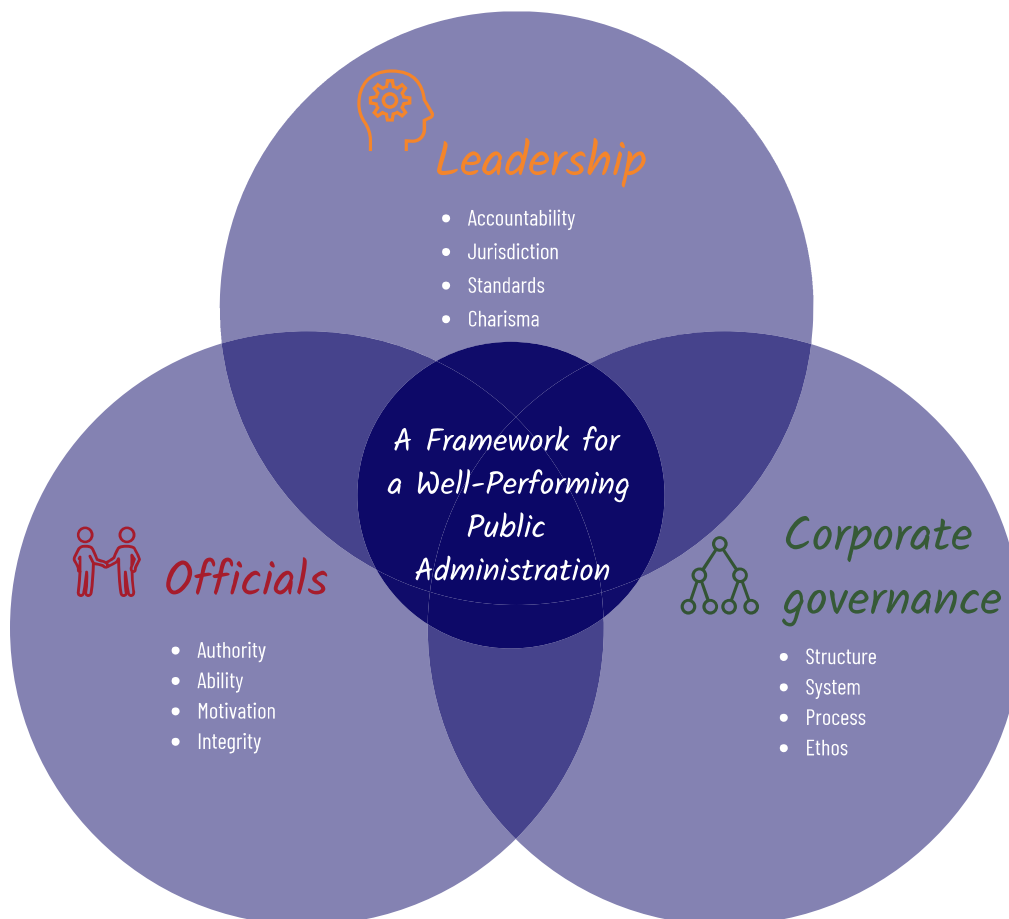 Leadership
• Accountability
• Jurisdiction
• Standards
• Charisma
A Framework for
a Well-Performing
Public
Administration
Officials
• Authority
• Ability
• Motivation
• Integrity
Corporate
governance
• Structure
• System
• Process
• Ethos